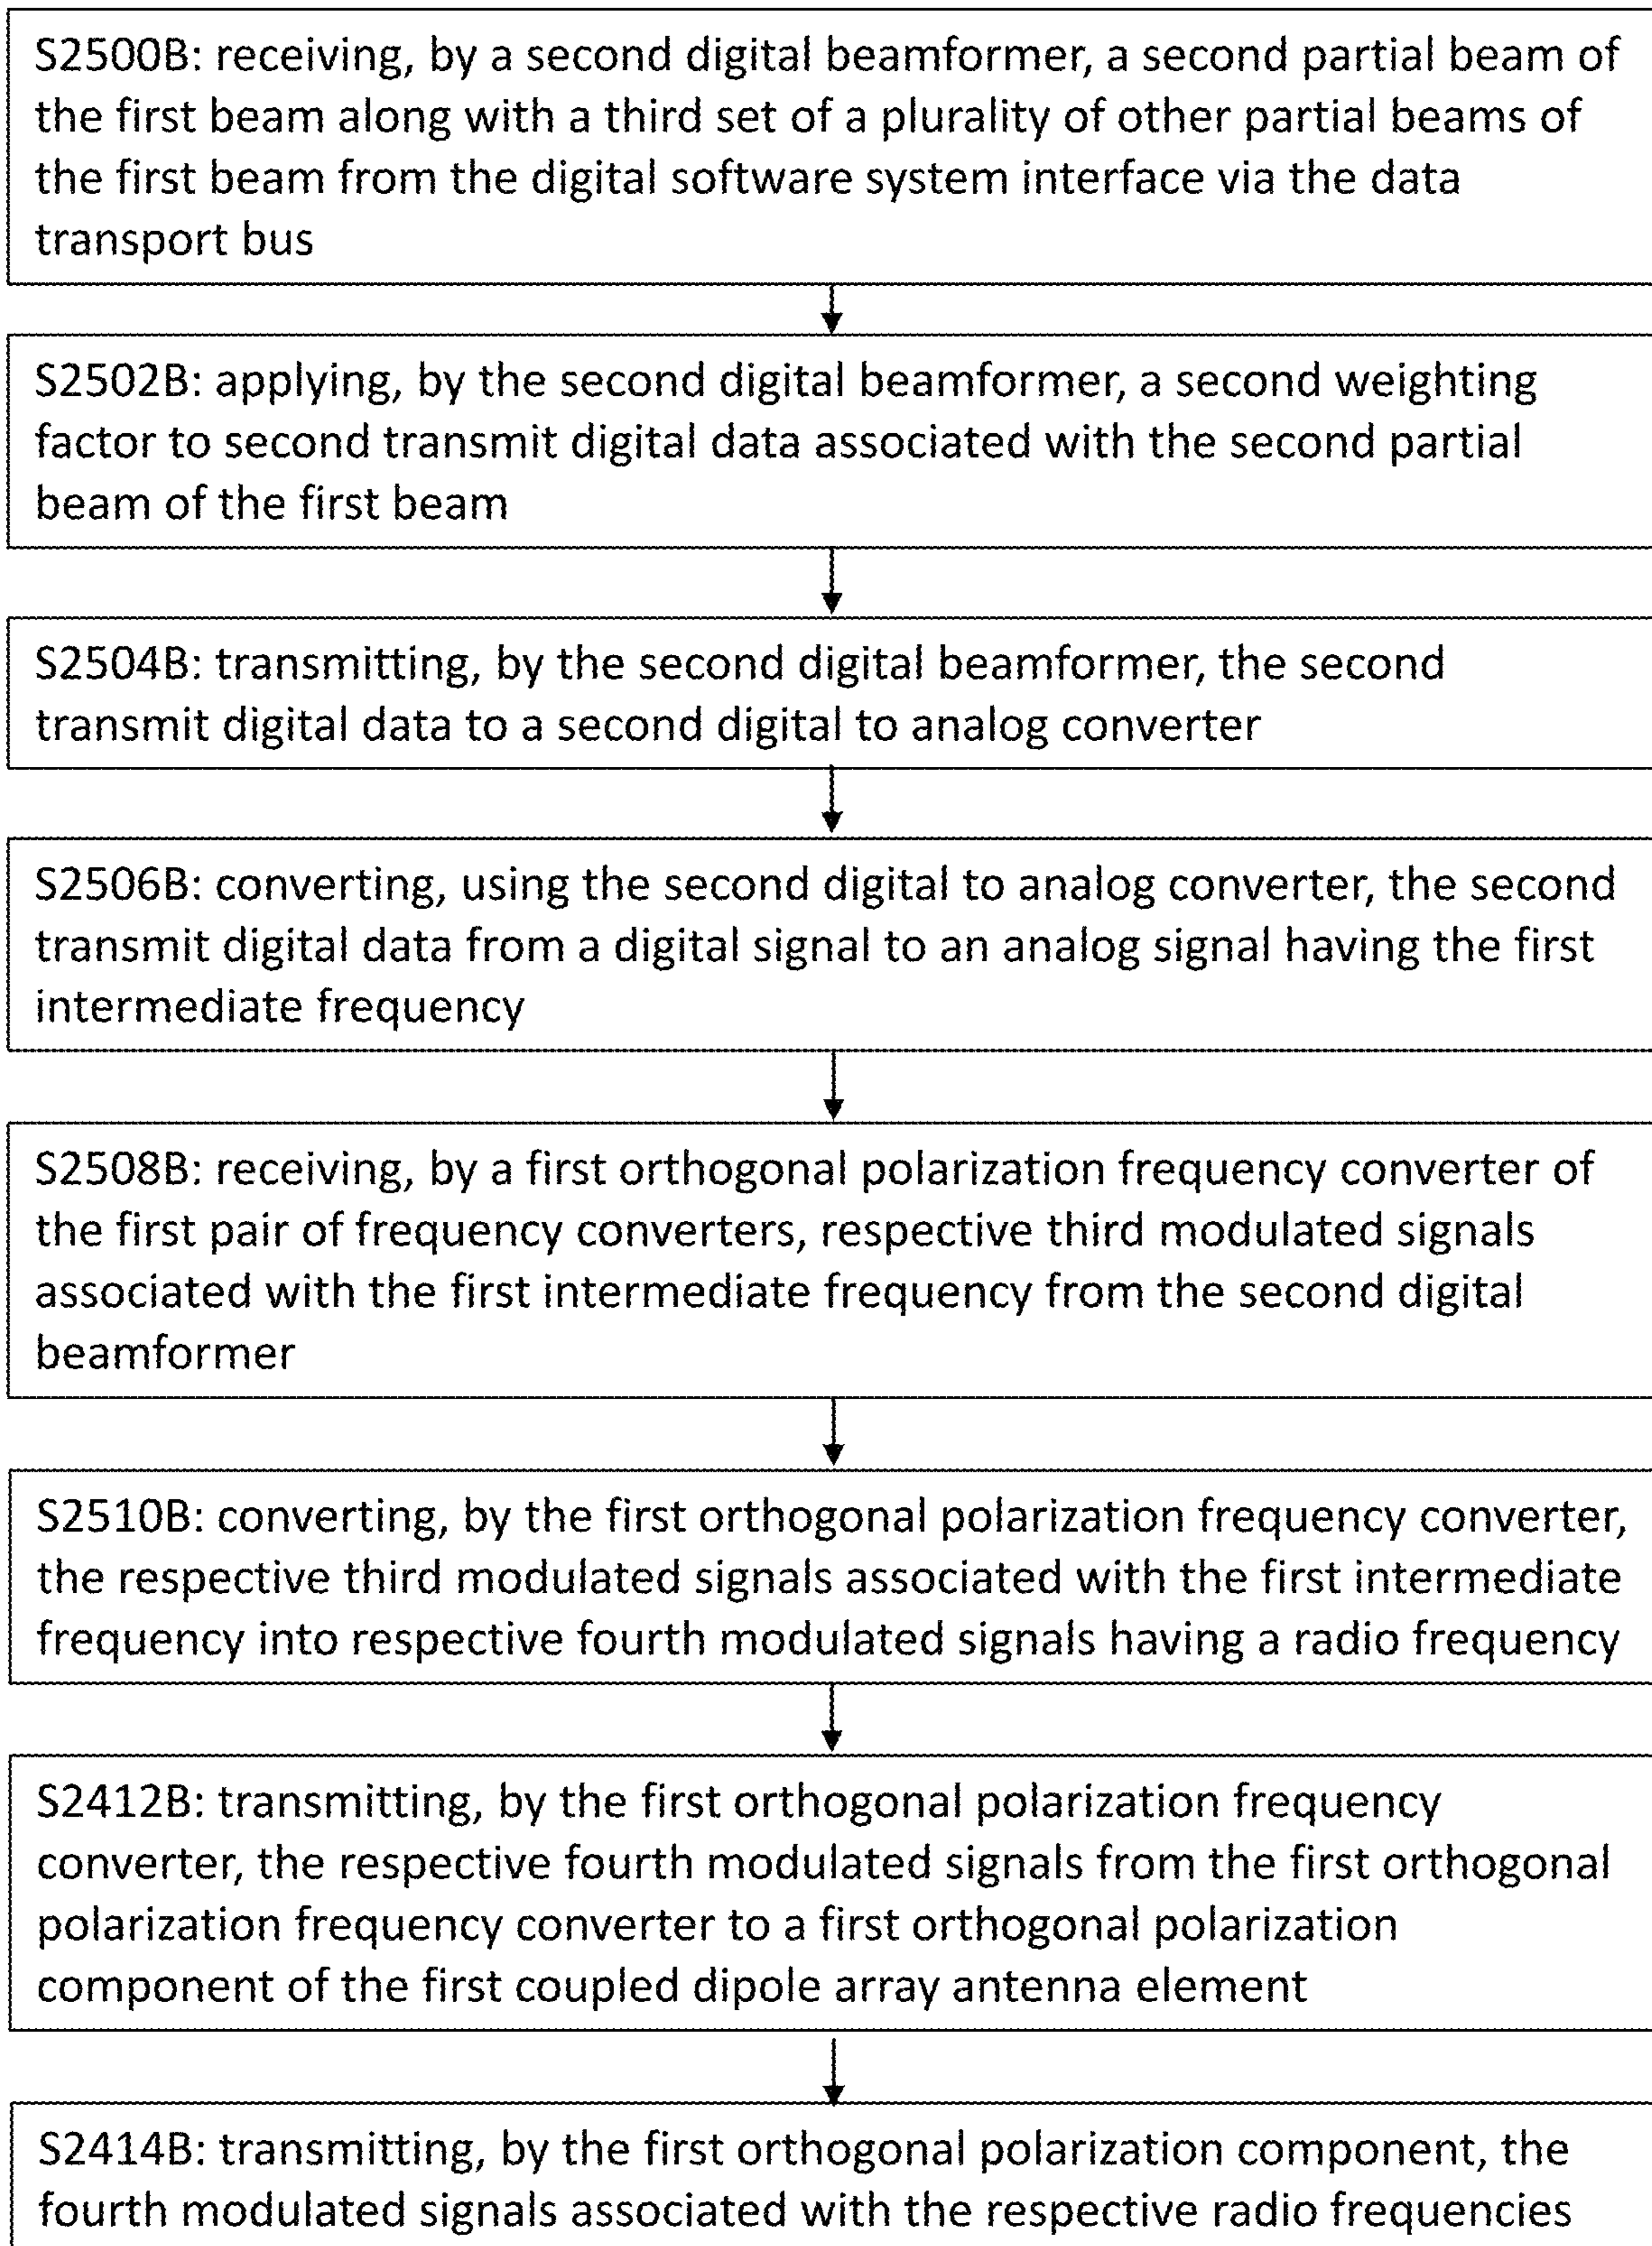 S2500B: receiving, by a second digital beamformer, a second partial beam of
the first beam along with a third set of a plurality of other partial beams of
the first beam from the digital software system interface via the data
transport bus
S2502B: applying, by the second digital beamformer, a second weighting
factor to second transmit digital data associated with the second partial
beam of the first beam
S2504B: transmitting, by the second digital beamformer, the second
transmit digital data to a second digital to analog converter
S2506B: converting, using the second digital to analog converter, the second
transmit digital data from a digital signal to an analog signal having the first
intermediate frequency
S2508B: receiving, by a first orthogonal polarization frequency converter of
the first pair of frequency converters, respective third modulated signals
associated with the first intermediate frequency from the second digital
beamformer
S2510B: converting, by the first orthogonal polarization frequency converter,
the respective third modulated signals associated with the first intermediate
frequency into respective fourth modulated signals having a radio frequency
S2412B: transmitting, by the first orthogonal polarization frequency
converter, the respective fourth modulated signals from the first orthogonal
polarization frequency converter to a first orthogonal polarization
component of the first coupled dipole array antenna element
S2414B: transmitting, by the first orthogonal polarization component, the
fourth modulated signals associated with the respective radio frequencies